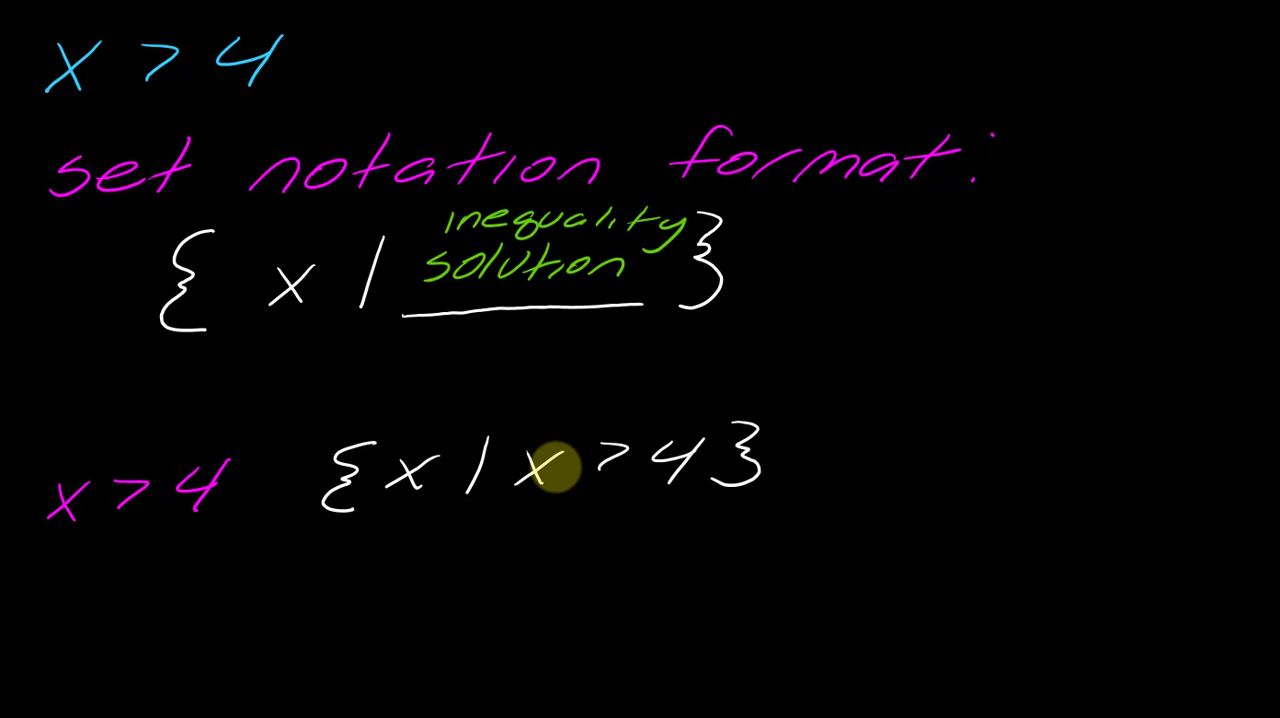 x > 4
set notation format:
{ x | inequality solution }
x > 4 {x | x > 4}